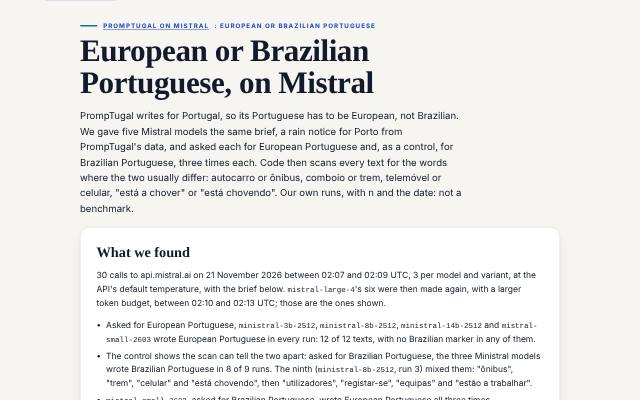 PROMPTUGAL ON MISTRAL : EUROPEAN OR BRAZILIAN PORTUGUESE
European or Brazilian
Portuguese, on Mistral
PrompTugal writes for Portugal, so its Portuguese has to be European, not Brazilian.
We gave five Mistral models the same brief, a rain notice for Porto from
PrompTugal's data, and asked each for European Portuguese and, as a control, for
Brazilian Portuguese, three times each. Code then scans every text for the words
where the two usually differ: autocarro or ônibus, comboio or trem, telemóvel or
celular, "está a chover" or "está chovendo". Our own runs, with n and the date: not a
benchmark.
What we found
30 calls to api.mistral.ai on 21 November 2026 between 02:07 and 02:09 UTC, 3 per model and variant, at the
API's default temperature, with the brief below. mistral-large-4's six were then made again, with a larger
token budget, between 02:10 and 02:13 UTC; those are the ones shown.
• Asked for European Portuguese, ministral-3b-2512, ministral-8b-2512, ministral-14b-2512 and mistral-
small-2603 wrote European Portuguese in every run: 12 of 12 texts, with no Brazilian marker in any of them.
• The control shows the scan can tell the two apart: asked for Brazilian Portuguese, the three Ministral models
wrote Brazilian Portuguese in 8 of 9 runs. The ninth (ministral-8b-2512, run 3) mixed them: "ônibus",
"trem", "celular" and "está chovendo", then "utilizadores", "registar-se", "equipas" and "estão a trabalhar".
• mistral-small-2603, asked for Brazilian Portuguese, wrote European all three times.